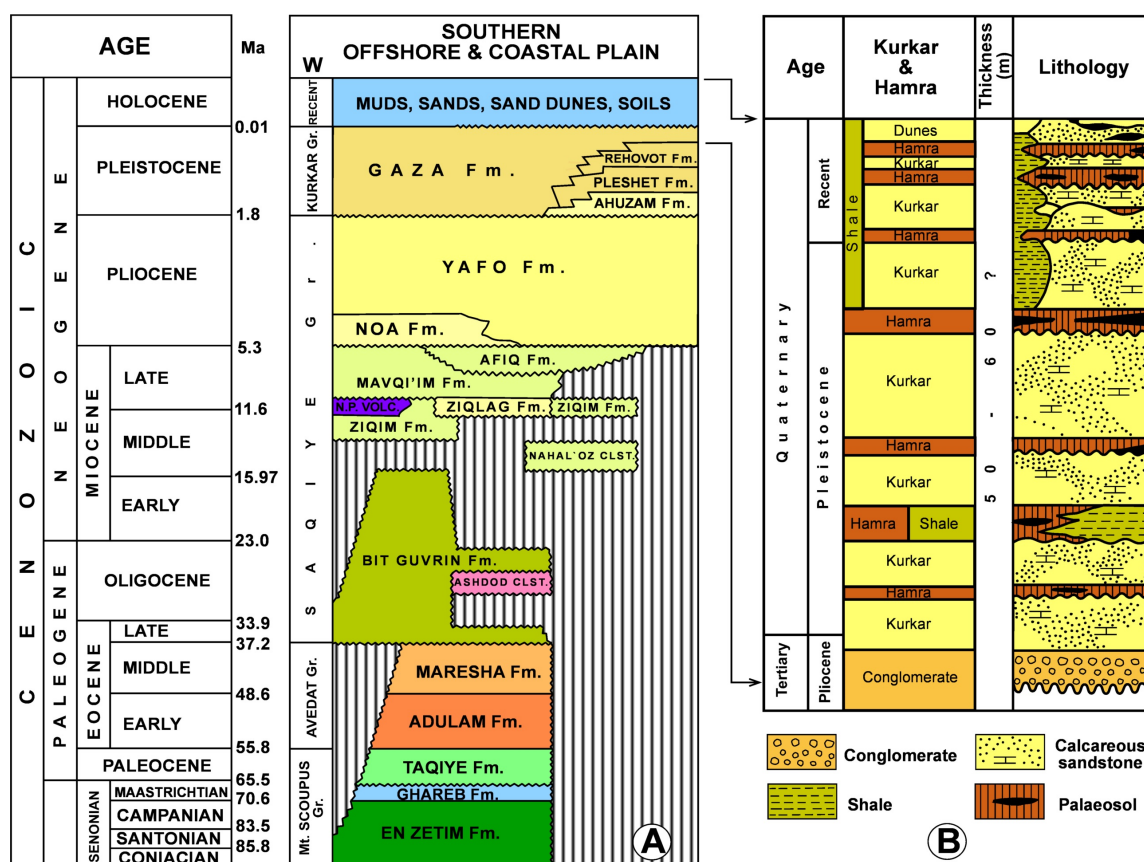 AGE
Ma
SOUTHERN
OFFSHORE & COASTAL PLAIN
W
CENOZOIC
NEOGENE
PALEOGENE
MIOCENE
EOCENE
SENONIAN
HOLOCENE
0.01
PLEISTOCENE
1.8
PLIOCENE
5.3
LATE
11.6
MIDDLE
15.97
EARLY
23.0
OLIGOCENE
33.9
LATE
37.2
MIDDLE
48.6
EARLY
55.8
PALEOCENE
65.5
MAASTRICHTIAN
70.6
CAMPANIAN
83.5
SANTONIAN
85.8
CONIACIAN
RECENT
KURKAR Gr.
SAQIYE Gr.
AVEDAT Gr.
Mt. SCOUPUS
Gr.
MUDS, SANDS, SAND DUNES, SOILS
GAZA Fm.
REHOVOT Fm.
PLESHET Fm.
AHUZAM Fm.
YAFO Fm.
NOA Fm.
AFIQ Fm.
MAVQI'IM Fm.
N.P. VOLC.
ZIQLAG Fm.
ZIQIM Fm.
ZIQIM Fm.
NAHAL`OZ CLST.
BIT GUVRIN Fm.
ASHDOD CLST.
MARESHA Fm.
ADULAM Fm.
TAQIYE Fm.
GHAREB Fm.
EN ZETIM Fm.
A
Age
Kurkar
&
Hamra
Thickness
(m)
Lithology
Quaternary
Tertiary
Recent
Pleistocene
Pliocene
Shale
Dunes
Hamra
Kurkar
Hamra
Kurkar
Hamra
Kurkar
Hamra
Kurkar
Hamra
Kurkar
Hamra
Shale
Kurkar
Hamra
Kurkar
Conglomerate
50 - 60 ?
Conglomerate
Calcareous
sandstone
Shale
Palaeosol
B